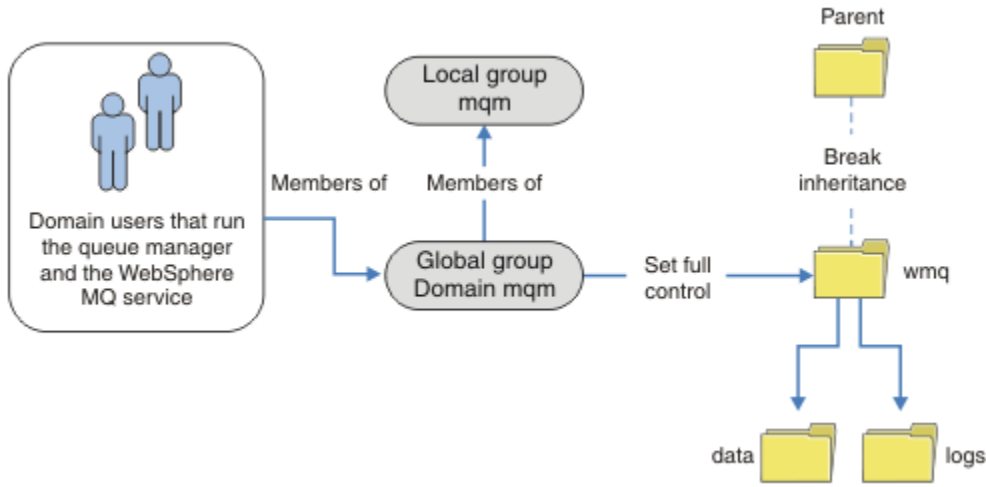 Parent
Local group
mqm
Break
inheritance
Members of
Members of
Domain users that run
the queue manager
and the WebSphere
MQ service
Global group
Domain mqm
Set full
control
wmq
data
logs